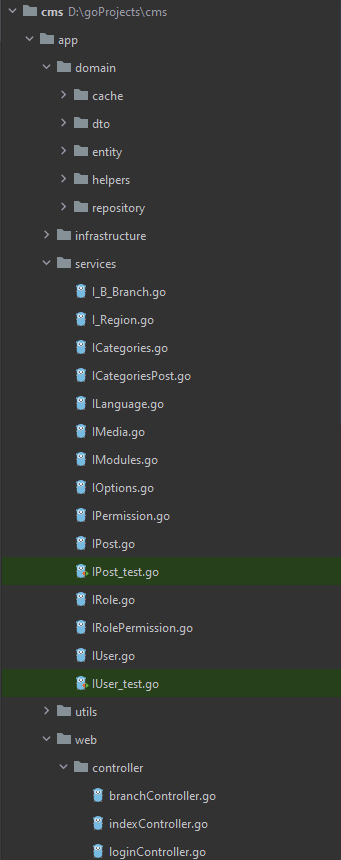 cms D:\goProjects\cms
app
domain
cache
dto
entity
helpers
repository
infrastructure
services
I_B_Branch.go
I_Region.go
ICategories.go
ICategoriesPost.go
ILanguage.go
IMedia.go
IModules.go
IOptions.go
IPermission.go
IPost.go
IPost_test.go
IRole.go
IRolePermission.go
IUser.go
IUser_test.go
utils
web
controller
branchController.go
indexController.go
loginController.go